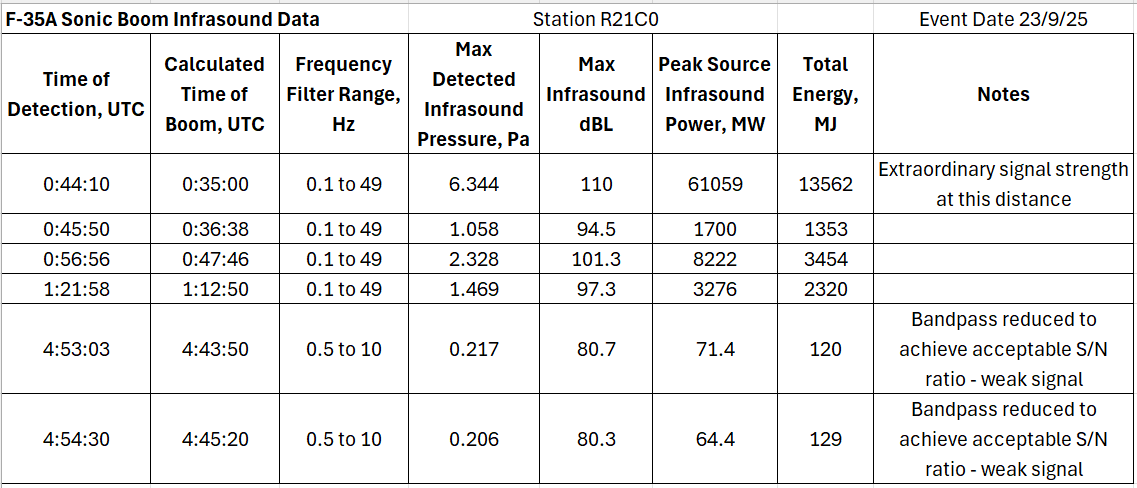 F-35A Sonic Boom Infrasound Data Station R21C0 Event Date 23/9/25
Time of Detection, UTC Calculated Time of Boom, UTC Frequency Filter Range, Hz Max Detected Infrasound Pressure, Pa Max Infrasound dBL Peak Source Infrasound Power, MW Total Energy, MJ Notes
0:44:10 0:35:00 0.1 to 49 6.344 110 61059 13562 Extraordinary signal strength at this distance
0:45:50 0:36:38 0.1 to 49 1.058 94.5 1700 1353
0:56:56 0:47:46 0.1 to 49 2.328 101.3 8222 3454
1:21:58 1:12:50 0.1 to 49 1.469 97.3 3276 2320
4:53:03 4:43:50 0.5 to 10 0.217 80.7 71.4 120 Bandpass reduced to achieve acceptable S/N ratio - weak signal
4:54:30 4:45:20 0.5 to 10 0.206 80.3 64.4 129 Bandpass reduced to achieve acceptable S/N ratio - weak signal